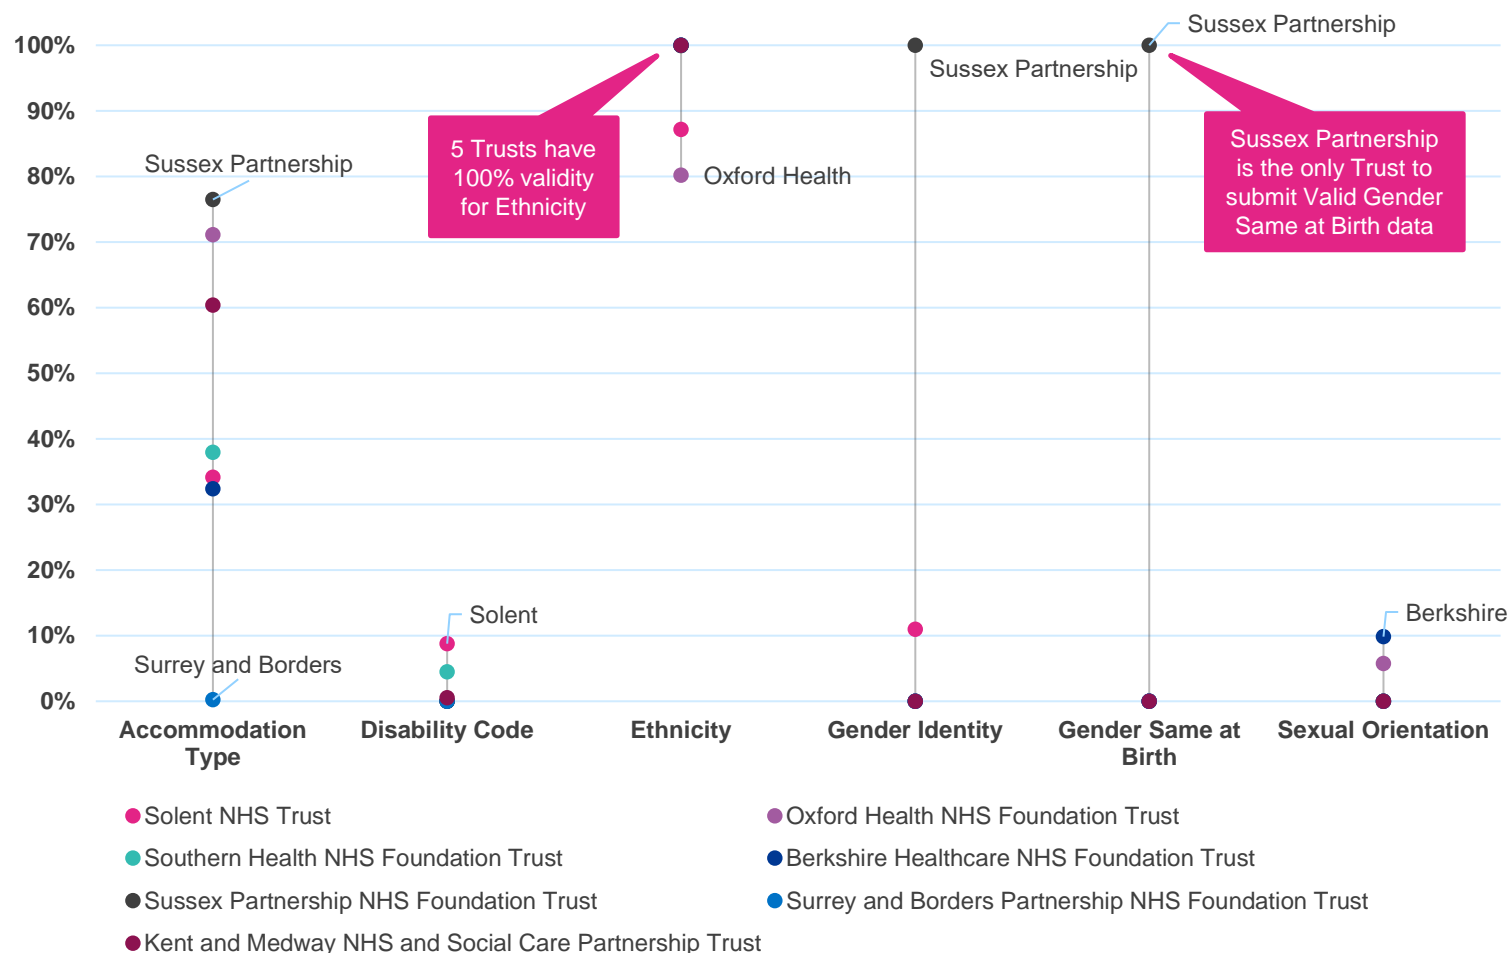 Sussex Partnership
100%
Sussex Partnership
90%
5 Trusts have
100% validity
for Ethnicity
Sussex Partnership
is the only Trust to
submit Valid Gender
Same at Birth data
Sussex Partnership
80%
Oxford Health
70%
60%
50%
40%
30%
20%
10%
Solent
Berkshire
Surrey and Borders
0%
Accommodation
Type
Disability Code
Ethnicity
Gender Identity
Gender Same at
Birth
Sexual Orientation
Solent NHS Trust
Oxford Health NHS Foundation Trust
Southern Health NHS Foundation Trust
Berkshire Healthcare NHS Foundation Trust
Sussex Partnership NHS Foundation Trust
Surrey and Borders Partnership NHS Foundation Trust
Kent and Medway NHS and Social Care Partnership Trust